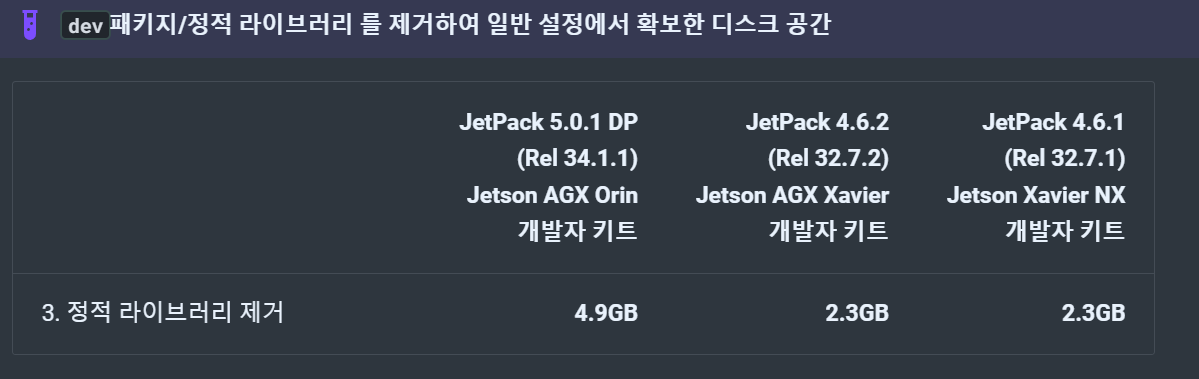 dev패키지/정적 라이브러리 를 제거하여 일반 설정에서 확보한 디스크 공간
JetPack 5.0.1 DP
(Rel 34.1.1)
Jetson AGX Orin
개발자 키트
JetPack 4.6.2
(Rel 32.7.2)
Jetson AGX Xavier
개발자 키트
JetPack 4.6.1
(Rel 32.7.1)
Jetson Xavier NX
개발자 키트
3. 정적 라이브러리 제거 4.9GB 2.3GB 2.3GB